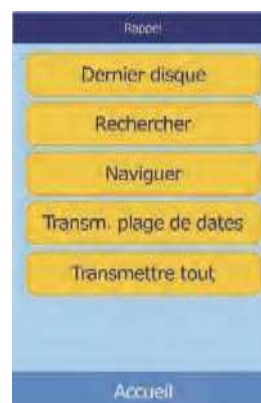 Rappel
Dernier disque
Rechercher
Naviguer
Transm. plage de dates
Transmettre tout
Accueil